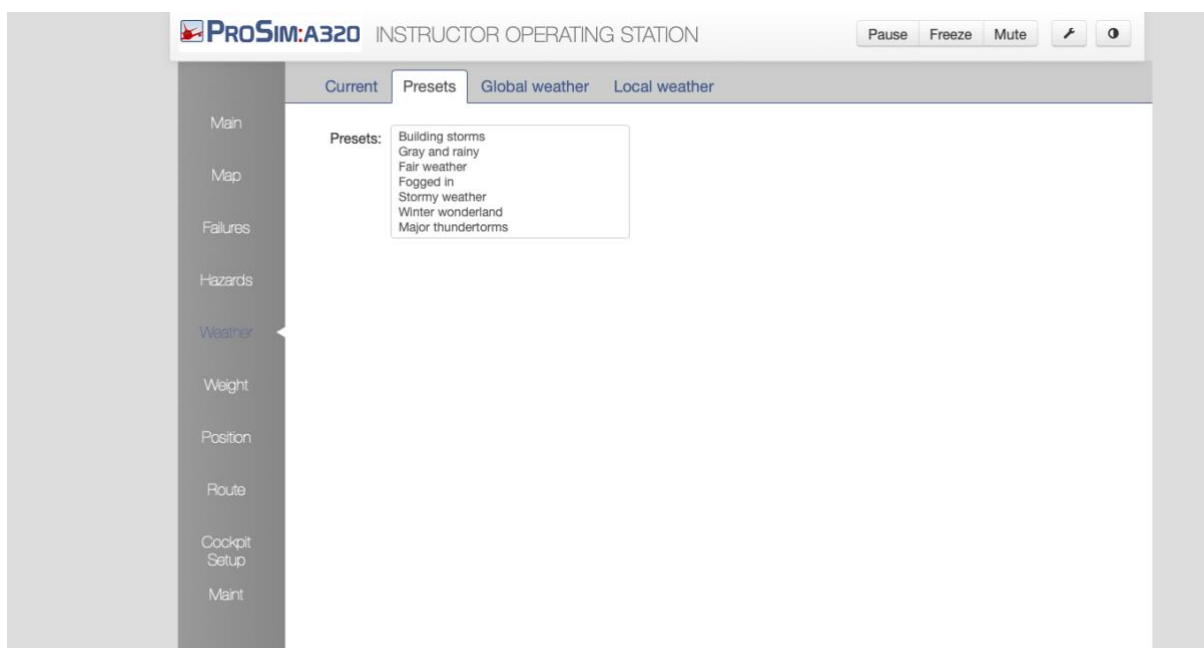 PROSIM:A320 INSTRUCTOR OPERATING STATION
Pause Freeze Mute
Current Presets Global weather Local weather
Main
Map
Failures
Hazards
Weather
Weight
Position
Route
Cockpit
Setup
Maint
Presets:
Building storms
Gray and rainy
Fair weather
Fogged in
Stormy weather
Winter wonderland
Major thundertorms